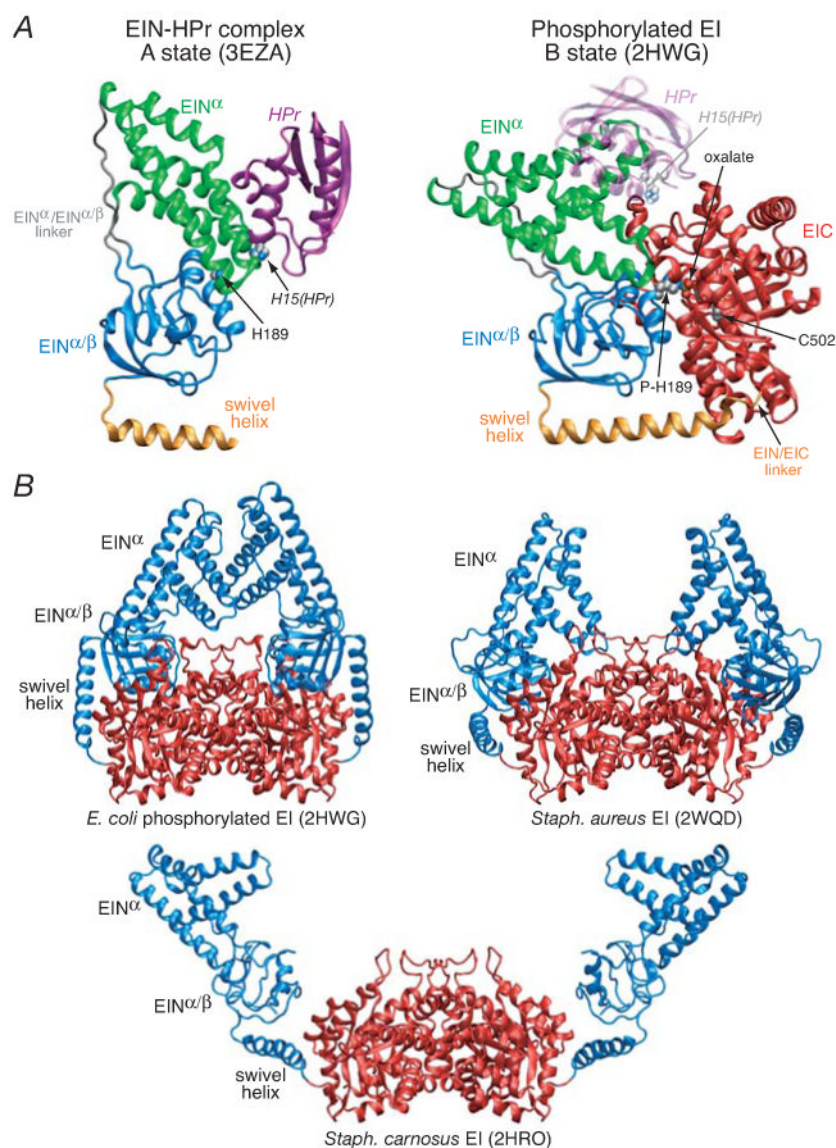 A
EIN-HPr complex
A state (3EZA)
Phosphorylated EI
B state (2HWG)
EINα
HPr
EINα/EINα/β
linker
H15(HPr)
H189
EINα/β
swivel
helix
HPr
H15(HPr)
EINα
oxalate
EIC
EINα/β
C502
P-H189
swivel
helix
EIN/EIC
linker
B
EINα
EINα/β
swivel
helix
E. coli phosphorylated EI (2HWG)
EINα
EINα/β
swivel
helix
Staph. aureus EI (2WQD)
EINα
EINα/β
swivel
helix
Staph. carnosus EI (2HRO)